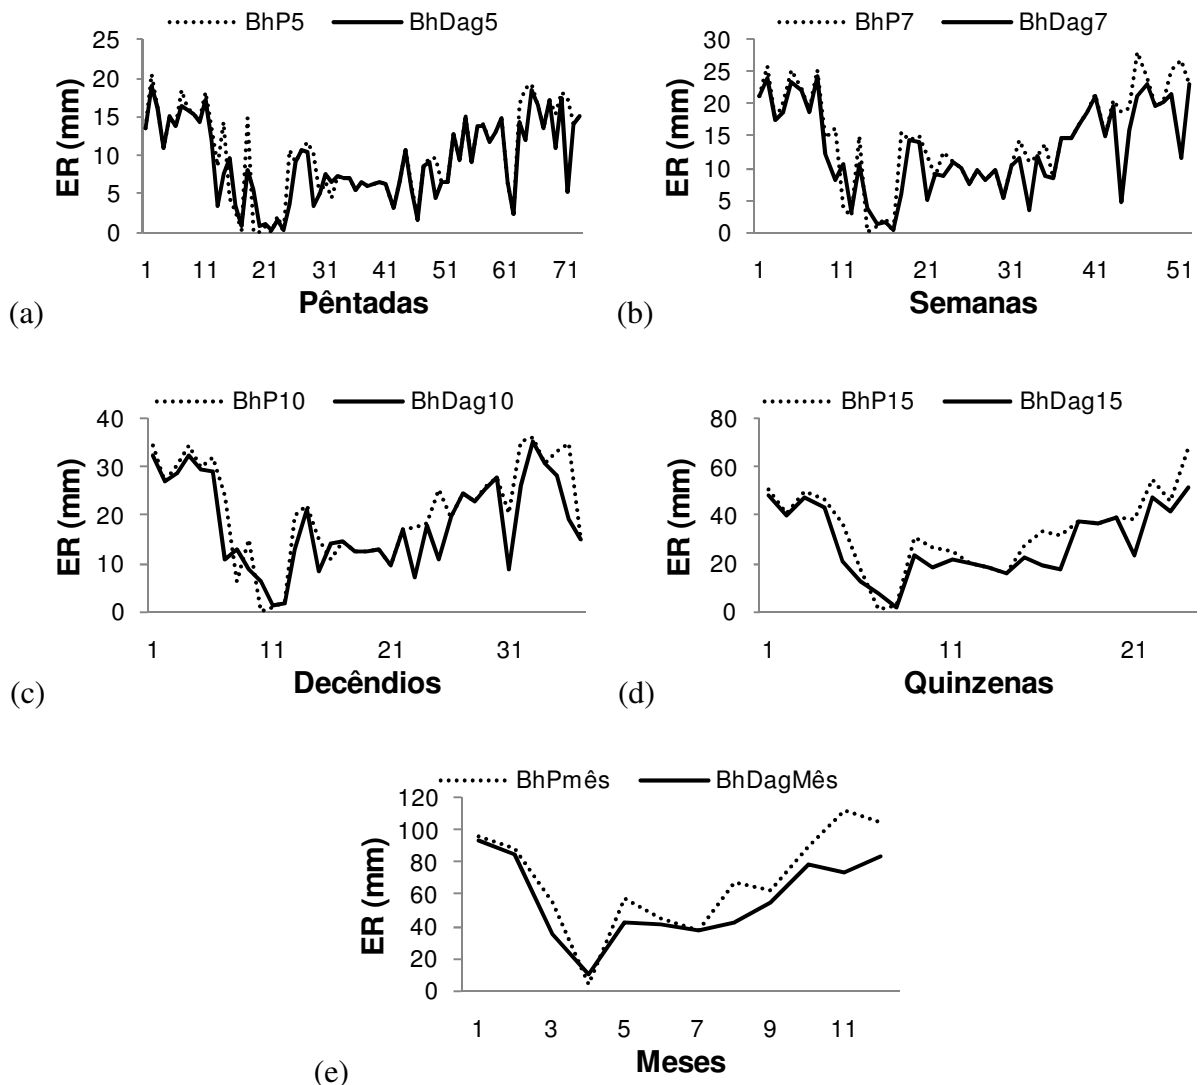 BhP5 BhDag5
25
20
15
10
5
0
ER (mm)
1 11 21 31 41 51 61 71
Pêntadas
(a)
BhP7 BhDag7
30
25
20
15
10
5
0
ER (mm)
1 11 21 31 41 51
Semanas
(b)
BhP10 BhDag10
40
30
20
10
0
ER (mm)
1 11 21 31
Decêndios
(c)
BhP15 BhDag15
80
60
40
20
0
ER (mm)
1 11 21
Quinzenas
(d)
BhPmês BhDagMês
120
100
80
60
40
20
0
ER (mm)
1 3 5 7 9 11
Meses
(e)